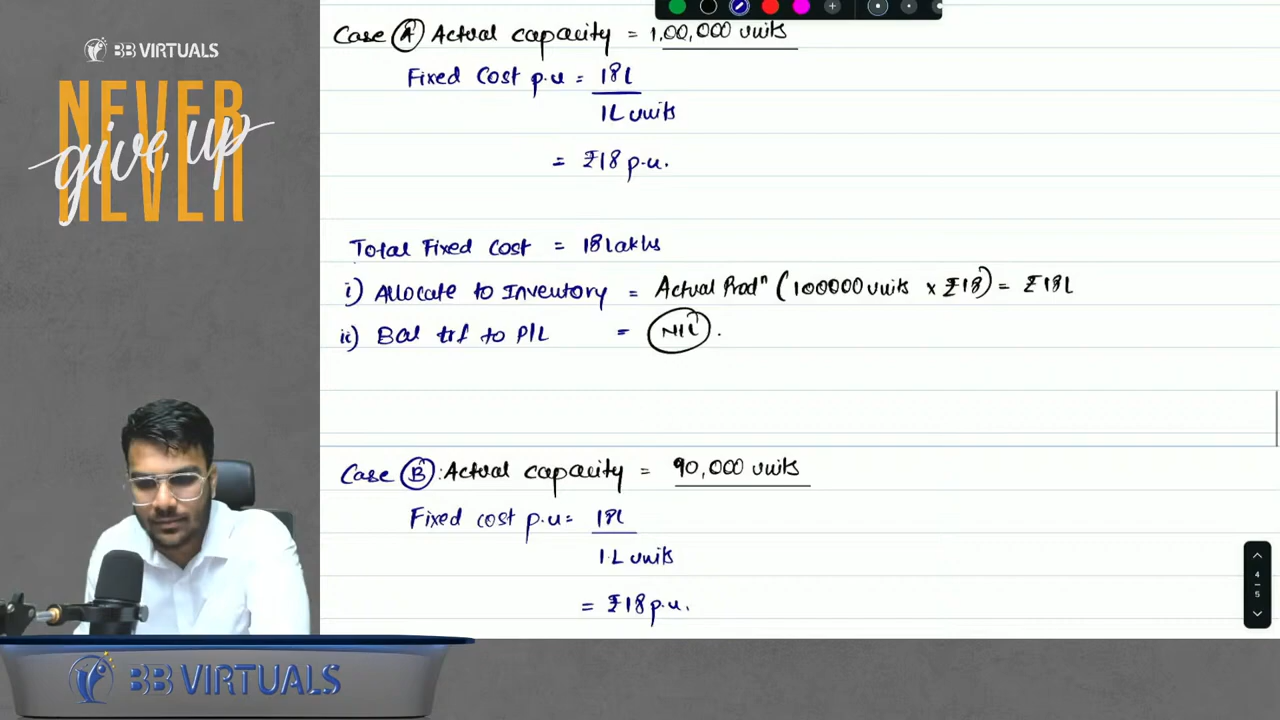 BB VIRTUALS
NEVER
give up
NEVER
Case (A) Actual capacity = 1,00,000 units
Fixed Cost p.u = 18L
1L units
= ₹18 p.u.
Total Fixed Cost = 18 Lakhs
i) Allocate to Inventory = Actual Prodⁿ (100000 units × ₹18) = ₹18L
ii) Bal trf to P/L = NIL.
Case (B): Actual capacity = 90,000 units
Fixed cost p.u = 18L
1L units
= ₹18 p.u.
4
5
BB VIRTUALS